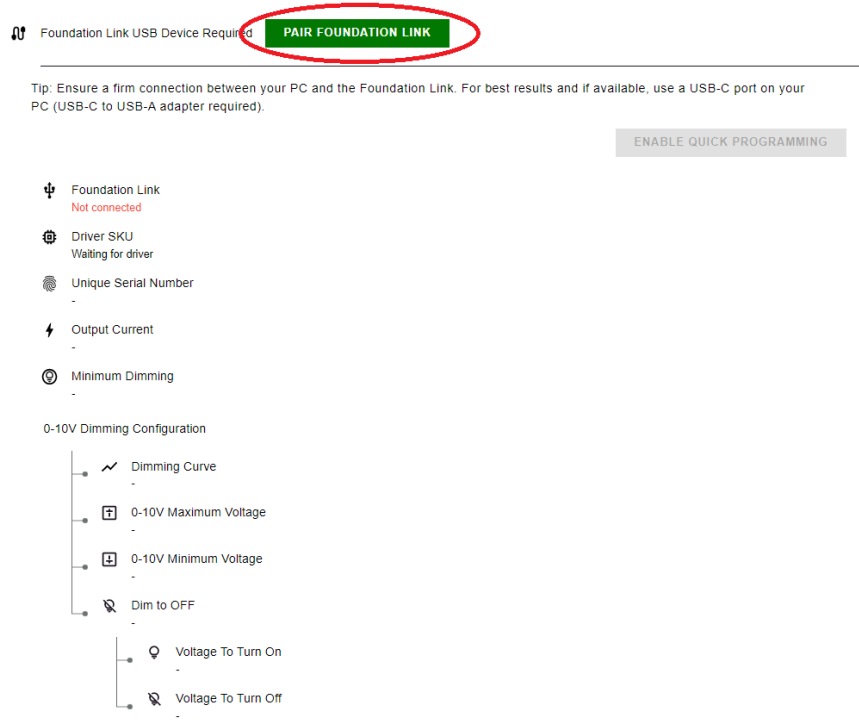 Foundation Link USB Device Required PAIR FOUNDATION LINK
Tip: Ensure a firm connection between your PC and the Foundation Link. For best results and if available, use a USB-C port on your
PC (USB-C to USB-A adapter required).
ENABLE QUICK PROGRAMMING
Foundation Link
Not connected
Driver SKU
Waiting for driver
Unique Serial Number
-
Output Current
-
Minimum Dimming
-
0-10V Dimming Configuration
Dimming Curve
-
0-10V Maximum Voltage
-
0-10V Minimum Voltage
-
Dim to OFF
-
Voltage To Turn On
-
Voltage To Turn Off
-